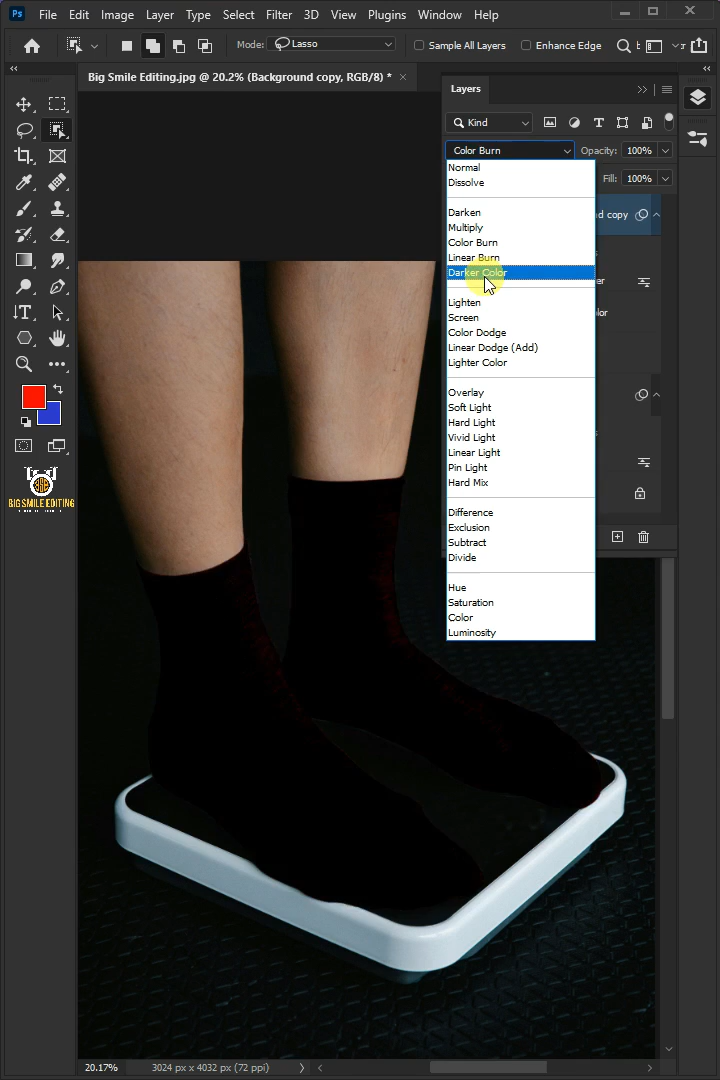 Ps File Edit Image Layer Type Select Filter 3D View Plugins Window Help
Mode: Lasso Sample All Layers Enhance Edge
Big Smile Editing.jpg @ 20.2% (Background copy, RGB/8) *
Layers
Kind
Color Burn Opacity: 100%
Normal
Fill: 100%
Dissolve
Darken
d copy
Multiply
Color Burn
Linear Burn
Darker Color
Lighten
Screen
Color Dodge
Linear Dodge (Add)
Lighter Color
Overlay
Soft Light
Hard Light
Vivid Light
Linear Light
Pin Light
Hard Mix
BIG SMILE EDITING
Difference
Exclusion
Subtract
Divide
Hue
Saturation
Color
Luminosity
20.17% 3024 px x 4032 px (72 ppi)